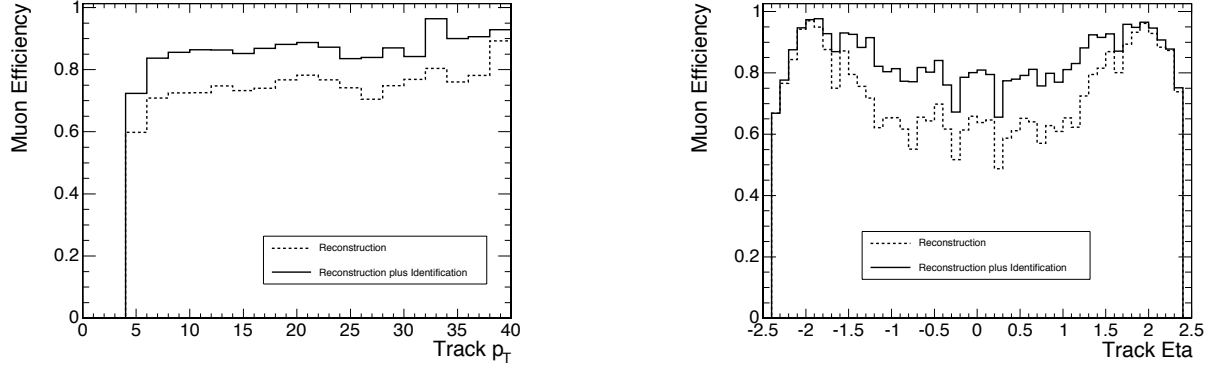 Muon Efficiency
1
0.8
0.6
0.4
0.2
0
Reconstruction
Reconstruction plus Identification
0 5 10 15 20 25 30 35 40
Track p_T
Muon Efficiency
1
0.8
0.6
0.4
0.2
0
Reconstruction
Reconstruction plus Identification
-2.5 -2 -1.5 -1 -0.5 0 0.5 1 1.5 2 2.5
Track Eta